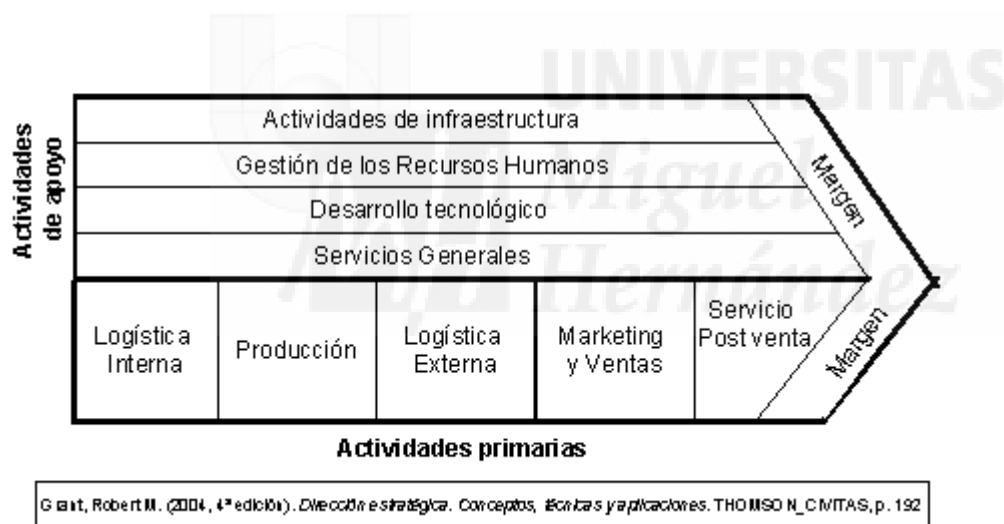 UNIVERSITAS
Miguel
Hernández
Actividades
de apoyo
Actividades de infraestructura
Gestión de los Recursos Humanos
Desarrollo tecnológico
Servicios Generales
Margen
Logística
Interna
Producción
Logística
Externa
Marketing
y Ventas
Servicio
Post venta
Margen
Actividades primarias
Grant, Robert M. (2004, 4ª edición). Dirección estratégica. Conceptos, técnicas y aplicaciones. THOMSON_CIVITAS, p. 192